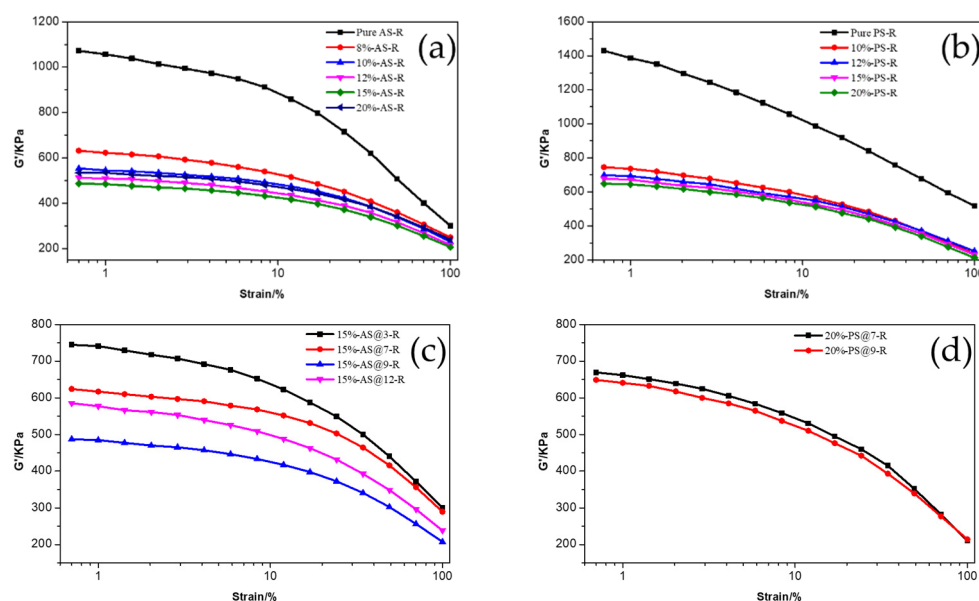 1200
1000
800
600
400
200
G'/KPa
Pure AS-R
8%-AS-R
10%-AS-R
12%-AS-R
15%-AS-R
20%-AS-R
(a)
1
10
100
Strain/%
1600
1400
1200
1000
800
600
400
200
G'/KPa
Pure PS-R
10%-PS-R
12%-PS-R
15%-PS-R
20%-PS-R
(b)
1
10
100
Strain/%
800
700
600
500
400
300
200
G'/KPa
15%-AS@3-R
15%-AS@7-R
15%-AS@9-R
15%-AS@12-R
(c)
1
10
100
Strain/%
800
700
600
500
400
300
200
G'/KPa
20%-PS@7-R
20%-PS@9-R
(d)
1
10
100
Strain/%